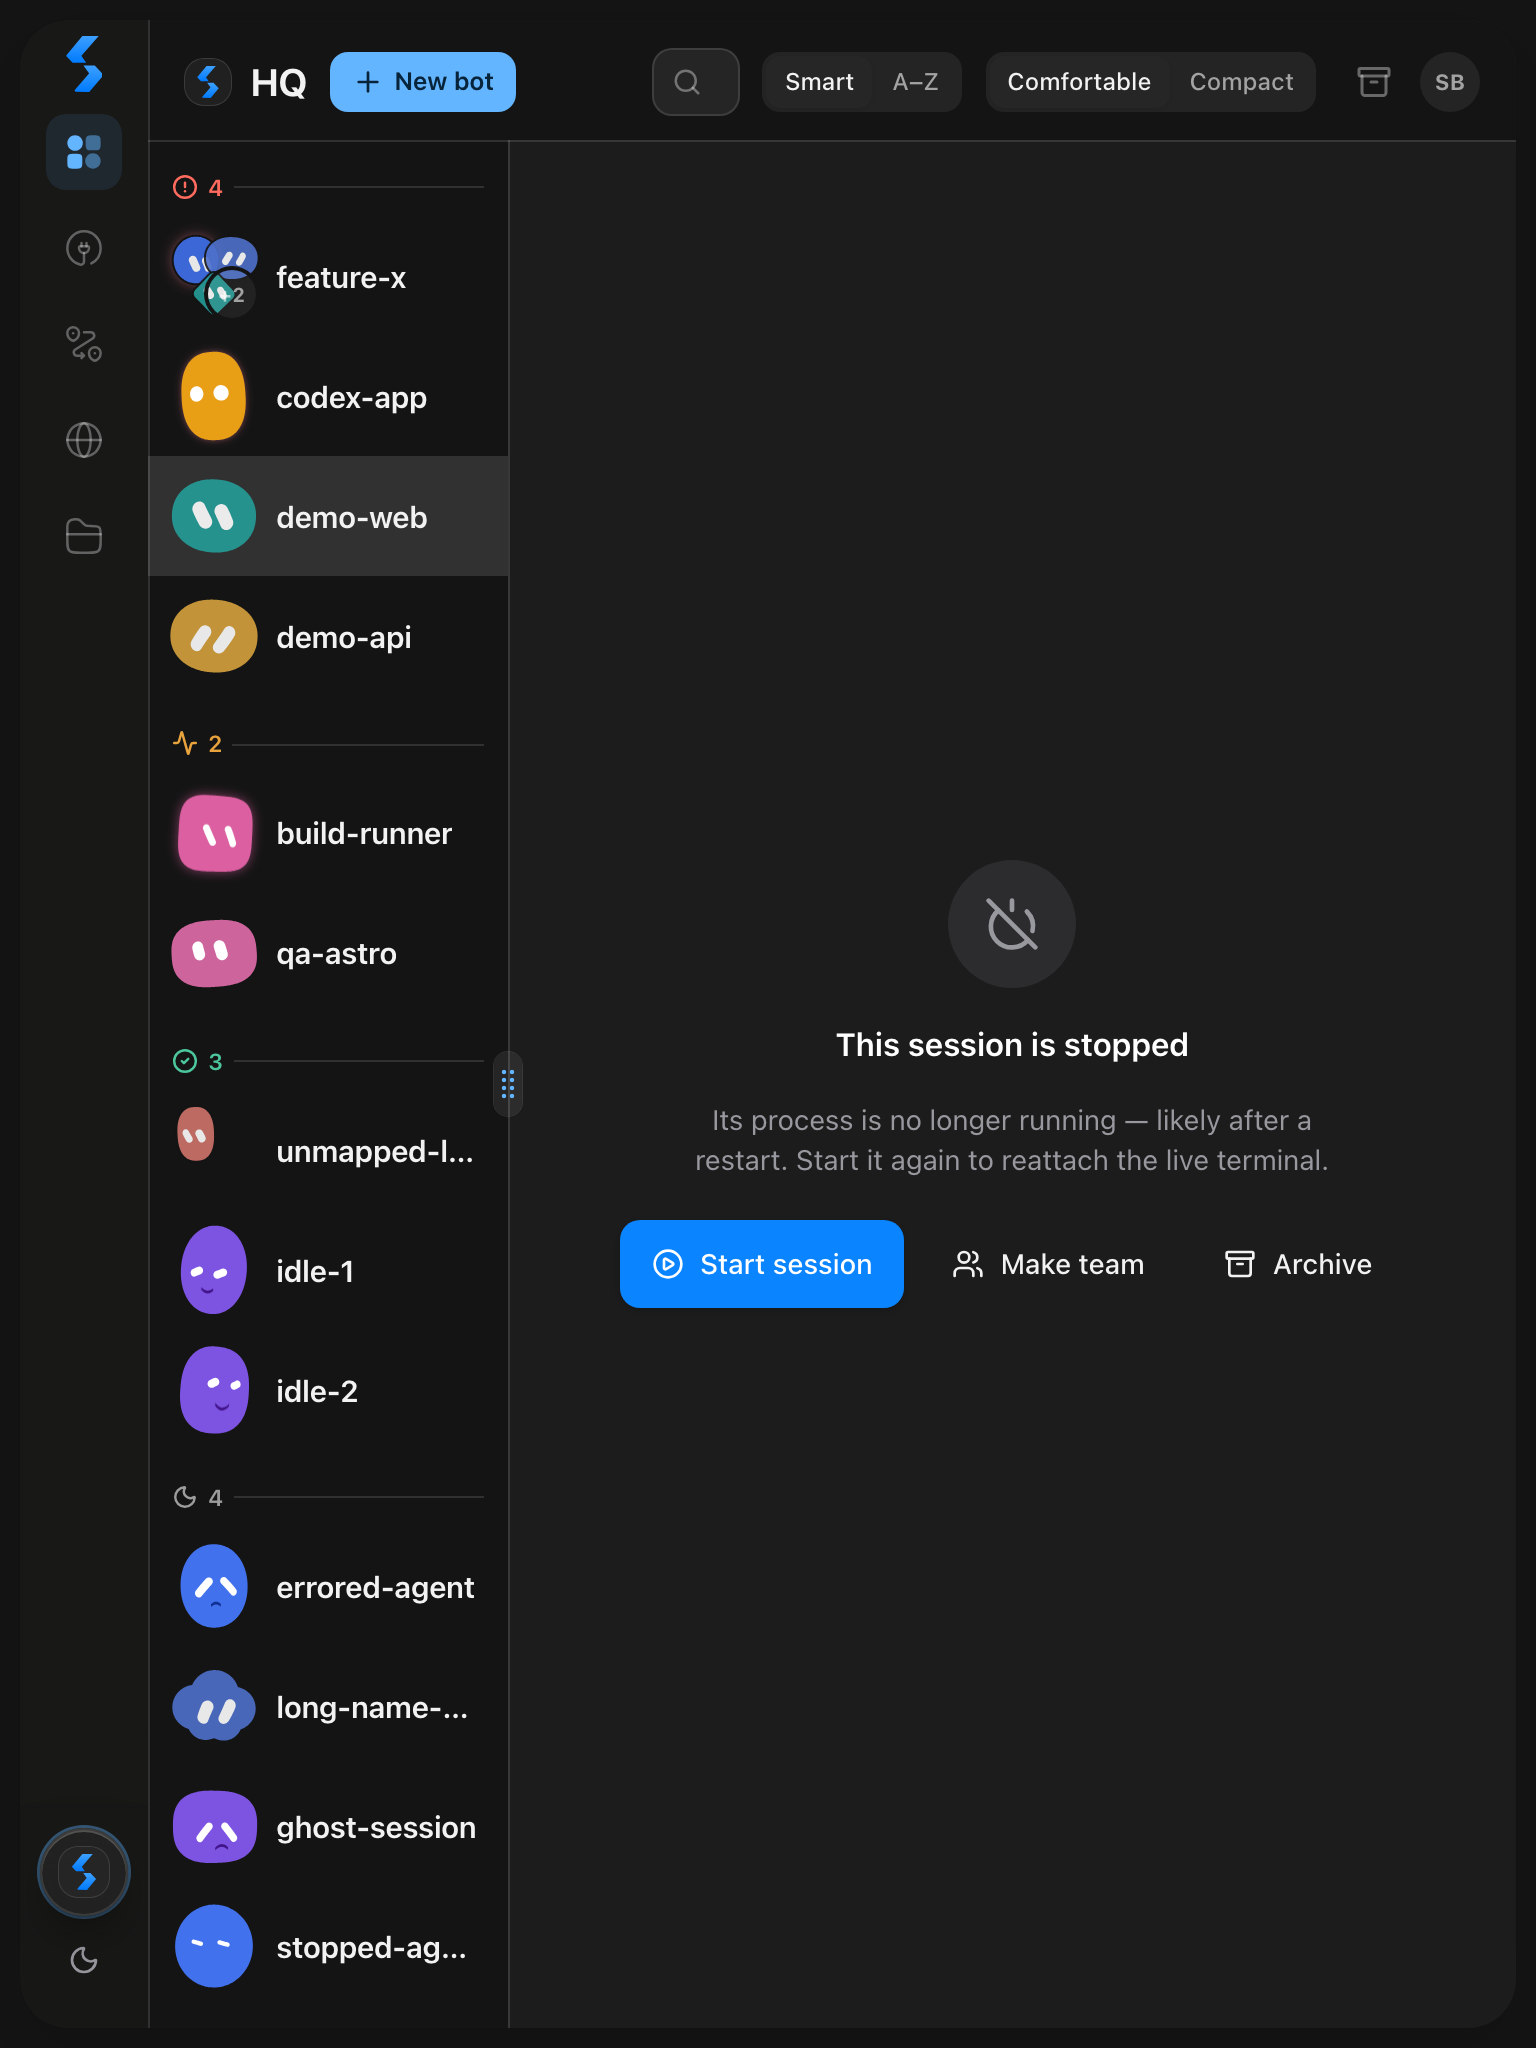 HQ
New bot
Smart
A–Z
Comfortable
Compact
SB
4
+2
feature-x
codex-app
demo-web
demo-api
2
build-runner
qa-astro
3
unmapped-l...
idle-1
idle-2
4
errored-agent
long-name-...
ghost-session
stopped-ag...
This session is stopped
Its process is no longer running — likely after a
restart. Start it again to reattach the live terminal.
Start session
Make team
Archive